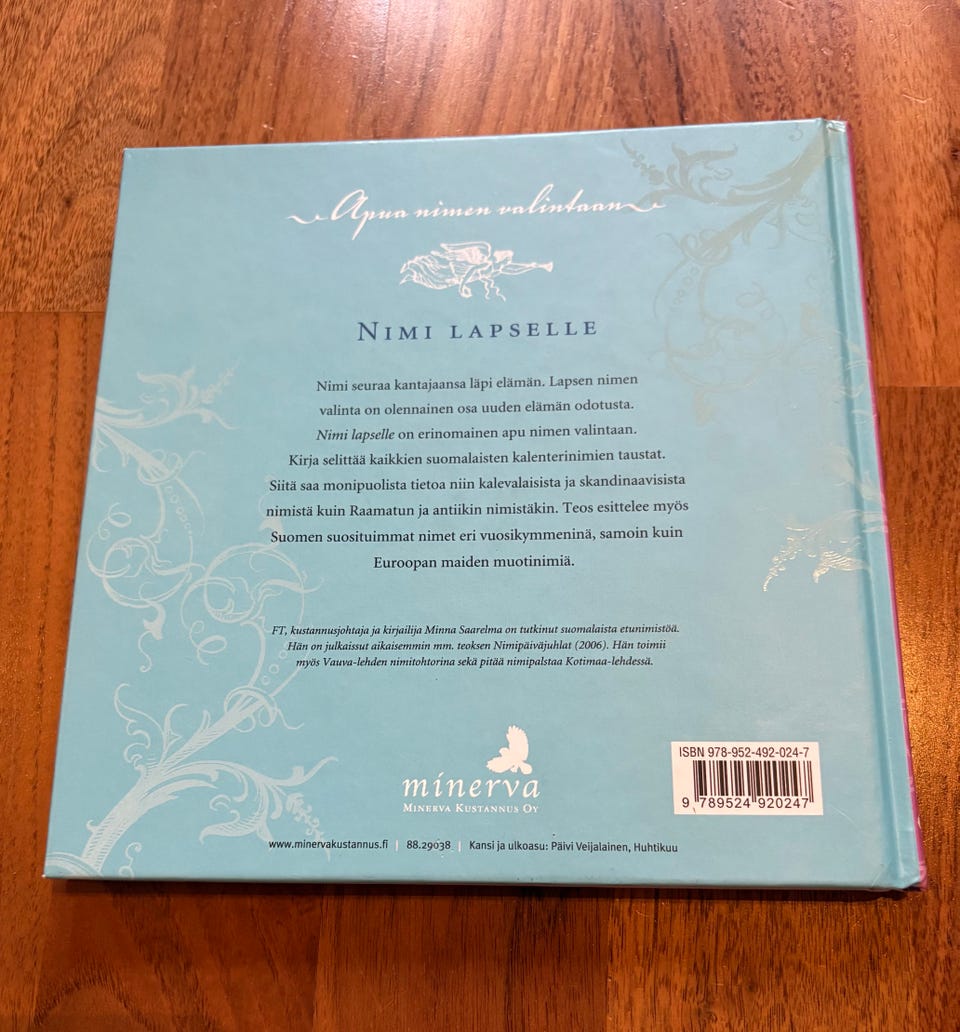 Apua nimen valintaan
NIMI LAPSELLE
Nimi seuraa kantajaansa läpi elämän. Lapsen nimen
valinta on olennainen osa uuden elämän odotusta.
Nimi lapselle on erinomainen apu nimen valintaan.
Kirja selittää kaikkien suomalaisten kalenterinimien taustat.
Siitä saa monipuolista tietoa niin kalevalaisista ja skandinaavisista
nimistä kuin Raamatun ja antiikin nimistäkin. Teos esittelee myös
Suomen suosituimmat nimet eri vuosikymmeninä, samoin kuin
Euroopan maiden muotinimiä.
FT, kustannusjohtaja ja kirjailija Minna Saarelma on tutkinut suomalaista etunimistöä.
Hän on julkaissut aikaisemmin mm. teoksen Nimipäiväjuhlat (2006). Hän toimii
myös Vauva-lehden nimitohtorina sekä pitää nimipalstaa Kotimaa-lehdessä.
minerva
MINERVA KUSTANNUS OY
ISBN 978-952-492-024-7
9 789524 920247
www.minervakustannus.fi | 88.29038 | Kansi ja ulkoasu: Päivi Veijalainen, Huhtikuu